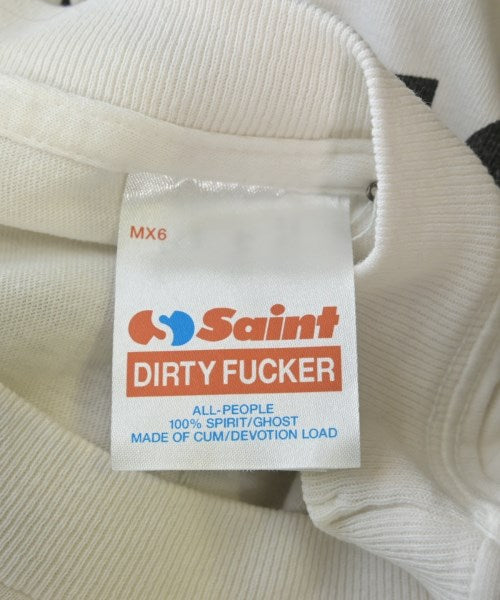 MX6
Saint
DIRTY FUCKER
ALL-PEOPLE
100% SPIRIT/GHOST
MADE OF CUM/DEVOTION LOAD